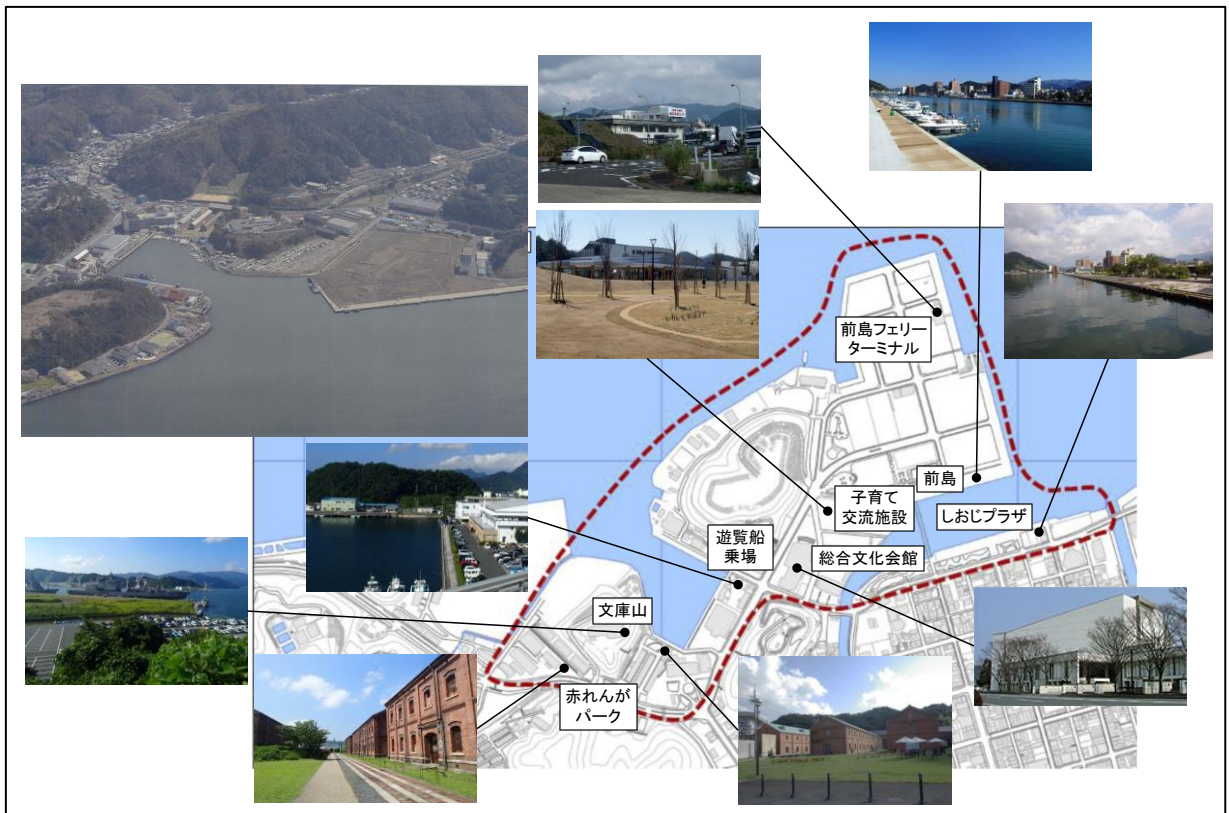 前島フェリー
ターミナル
前島
子育て
交流施設
しおじプラザ
遊覧船
乗場
総合文化会館
文庫山
赤れんが
パーク